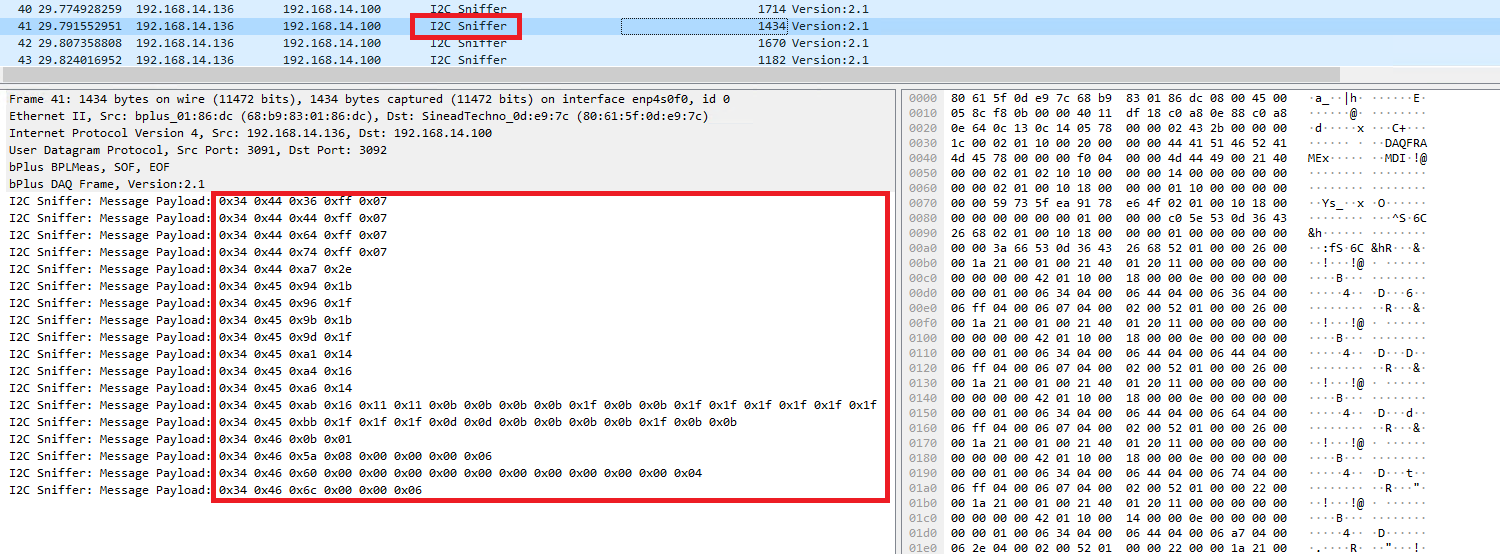 40 29.774928259 192.168.14.136 192.168.14.100 I2C Sniffer 1714 Version:2.1
41 29.791552951 192.168.14.136 192.168.14.100 I2C Sniffer 1434 Version:2.1
42 29.807358808 192.168.14.136 192.168.14.100 I2C Sniffer 1670 Version:2.1
43 29.824016952 192.168.14.136 192.168.14.100 I2C Sniffer 1182 Version:2.1
Frame 41: 1434 bytes on wire (11472 bits), 1434 bytes captured (11472 bits) on interface enp4s0f0, id 0
Ethernet II, Src: bplus_01:86:dc (68:b9:83:01:86:dc), Dst: SineadTechno_0d:e9:7c (80:61:5f:0d:e9:7c)
Internet Protocol Version 4, Src: 192.168.14.136, Dst: 192.168.14.100
User Datagram Protocol, Src Port: 3091, Dst Port: 3092
bPlus BPLMeas, SOF, EOF
bPlus DAQ Frame, Version:2.1
I2C Sniffer: Message Payload: 0x34 0x44 0x36 0xff 0x07
I2C Sniffer: Message Payload: 0x34 0x44 0x44 0xff 0x07
I2C Sniffer: Message Payload: 0x34 0x44 0x64 0xff 0x07
I2C Sniffer: Message Payload: 0x34 0x44 0x74 0xff 0x07
I2C Sniffer: Message Payload: 0x34 0x44 0xa7 0x2e
I2C Sniffer: Message Payload: 0x34 0x45 0x94 0x1b
I2C Sniffer: Message Payload: 0x34 0x45 0x96 0x1f
I2C Sniffer: Message Payload: 0x34 0x45 0x9b 0x1b
I2C Sniffer: Message Payload: 0x34 0x45 0x9d 0x1f
I2C Sniffer: Message Payload: 0x34 0x45 0xa1 0x14
I2C Sniffer: Message Payload: 0x34 0x45 0xa4 0x16
I2C Sniffer: Message Payload: 0x34 0x45 0xa6 0x14
I2C Sniffer: Message Payload: 0x34 0x45 0xab 0x16 0x11 0x11 0x0b 0x0b 0x0b 0x0b 0x1f 0x0b 0x0b 0x1f 0x1f 0x1f 0x1f 0x1f 0x1f
I2C Sniffer: Message Payload: 0x34 0x45 0xbb 0x1f 0x1f 0x1f 0x0d 0x0d 0x0b 0x0b 0x0b 0x0b 0x1f 0x0b 0x0b
I2C Sniffer: Message Payload: 0x34 0x46 0x0b 0x01
I2C Sniffer: Message Payload: 0x34 0x46 0x5a 0x08 0x00 0x00 0x00 0x06
I2C Sniffer: Message Payload: 0x34 0x46 0x60 0x00 0x00 0x00 0x00 0x00 0x00 0x00 0x00 0x00 0x04
I2C Sniffer: Message Payload: 0x34 0x46 0x6c 0x00 0x00 0x06
0000 80 61 5f 0d e9 7c 68 b9 83 01 86 dc 08 00 45 00 ·a_··|h· ······E·
0010 05 8c f8 0b 00 00 40 11 df 18 c0 a8 0e 88 c0 a8 ······@· ········
0020 0e 64 0c 13 0c 14 05 78 00 00 02 43 2b 00 00 00 ·d·····x ···C+···
0030 1c 00 02 01 10 00 20 00 00 00 44 41 51 46 52 41 ······ · ··DAQFRA
0040 4d 45 78 00 00 00 f0 04 00 00 4d 44 49 00 21 40 MEx····· ··MDI·!@
0050 00 00 02 01 02 10 10 00 00 00 14 00 00 00 00 00 ········ ········
0060 00 00 02 01 00 10 18 00 00 00 01 10 00 00 00 00 ········ ········
0070 00 00 59 73 5f ea 91 78 e6 4f 02 01 00 10 18 00 ··Ys_··x ·O······
0080 00 00 00 00 00 01 00 00 00 c0 5e 53 0d 36 43 ········ ··^S·6C
0090 26 68 02 01 00 10 18 00 00 00 00 01 00 00 00 00 &h······ ········
00a0 00 00 3a 66 53 0d 36 43 26 68 52 01 00 00 26 00 ··:fS·6C &hR···&·
00b0 00 1a 21 00 01 00 21 40 01 20 11 00 00 00 00 00 ··!···!@ · ······
00c0 00 00 00 00 42 01 10 00 18 00 00 0e 00 00 00 00 ····B··· ········
00d0 00 00 01 00 06 34 04 00 06 44 04 00 06 36 04 00 ·····4·· ·D···6··
00e0 06 ff 04 00 06 07 04 00 02 00 52 01 00 00 26 00 ········ ··R···&·
00f0 00 1a 21 00 01 00 21 40 01 20 11 00 00 00 00 00 ··!···!@ · ······
0100 00 00 00 00 42 01 10 00 18 00 00 0e 00 00 00 00 ····B··· ········
0110 00 00 01 00 06 34 04 00 06 44 04 00 06 44 04 00 ·····4·· ·D···D··
0120 06 ff 04 00 06 07 04 00 02 00 52 01 00 00 26 00 ········ ··R···&·
0130 00 1a 21 00 01 00 21 40 01 20 11 00 00 00 00 00 ··!···!@ · ······
0140 00 00 00 00 42 01 10 00 18 00 00 0e 00 00 00 00 ····B··· ········
0150 00 00 01 00 06 34 04 00 06 44 04 00 06 64 04 00 ·····4·· ·D···d··
0160 06 ff 04 00 06 07 04 00 02 00 52 01 00 00 26 00 ········ ··R···&·
0170 00 1a 21 00 01 00 21 40 01 20 11 00 00 00 00 00 ··!···!@ · ······
0180 00 00 00 00 42 01 10 00 18 00 00 0e 00 00 00 00 ····B··· ········
0190 00 00 01 00 06 34 04 00 06 44 04 00 06 74 04 00 ·····4·· ·D···t··
01a0 06 ff 04 00 06 07 04 00 02 00 52 01 00 00 22 00 ········ ··R···"·
01b0 00 1a 21 00 01 00 21 40 01 20 11 00 00 00 00 00 ··!···!@ · ······
01c0 00 00 00 00 42 01 10 00 14 00 00 0e 00 00 00 00 ····B··· ········
01d0 00 00 01 00 06 34 04 00 06 44 04 00 06 a7 04 00 ·····4·· ·D······
01e0 06 2e 04 00 02 00 52 01 00 00 22 00 00 1a 21 00 ·.····R· ··"···!·